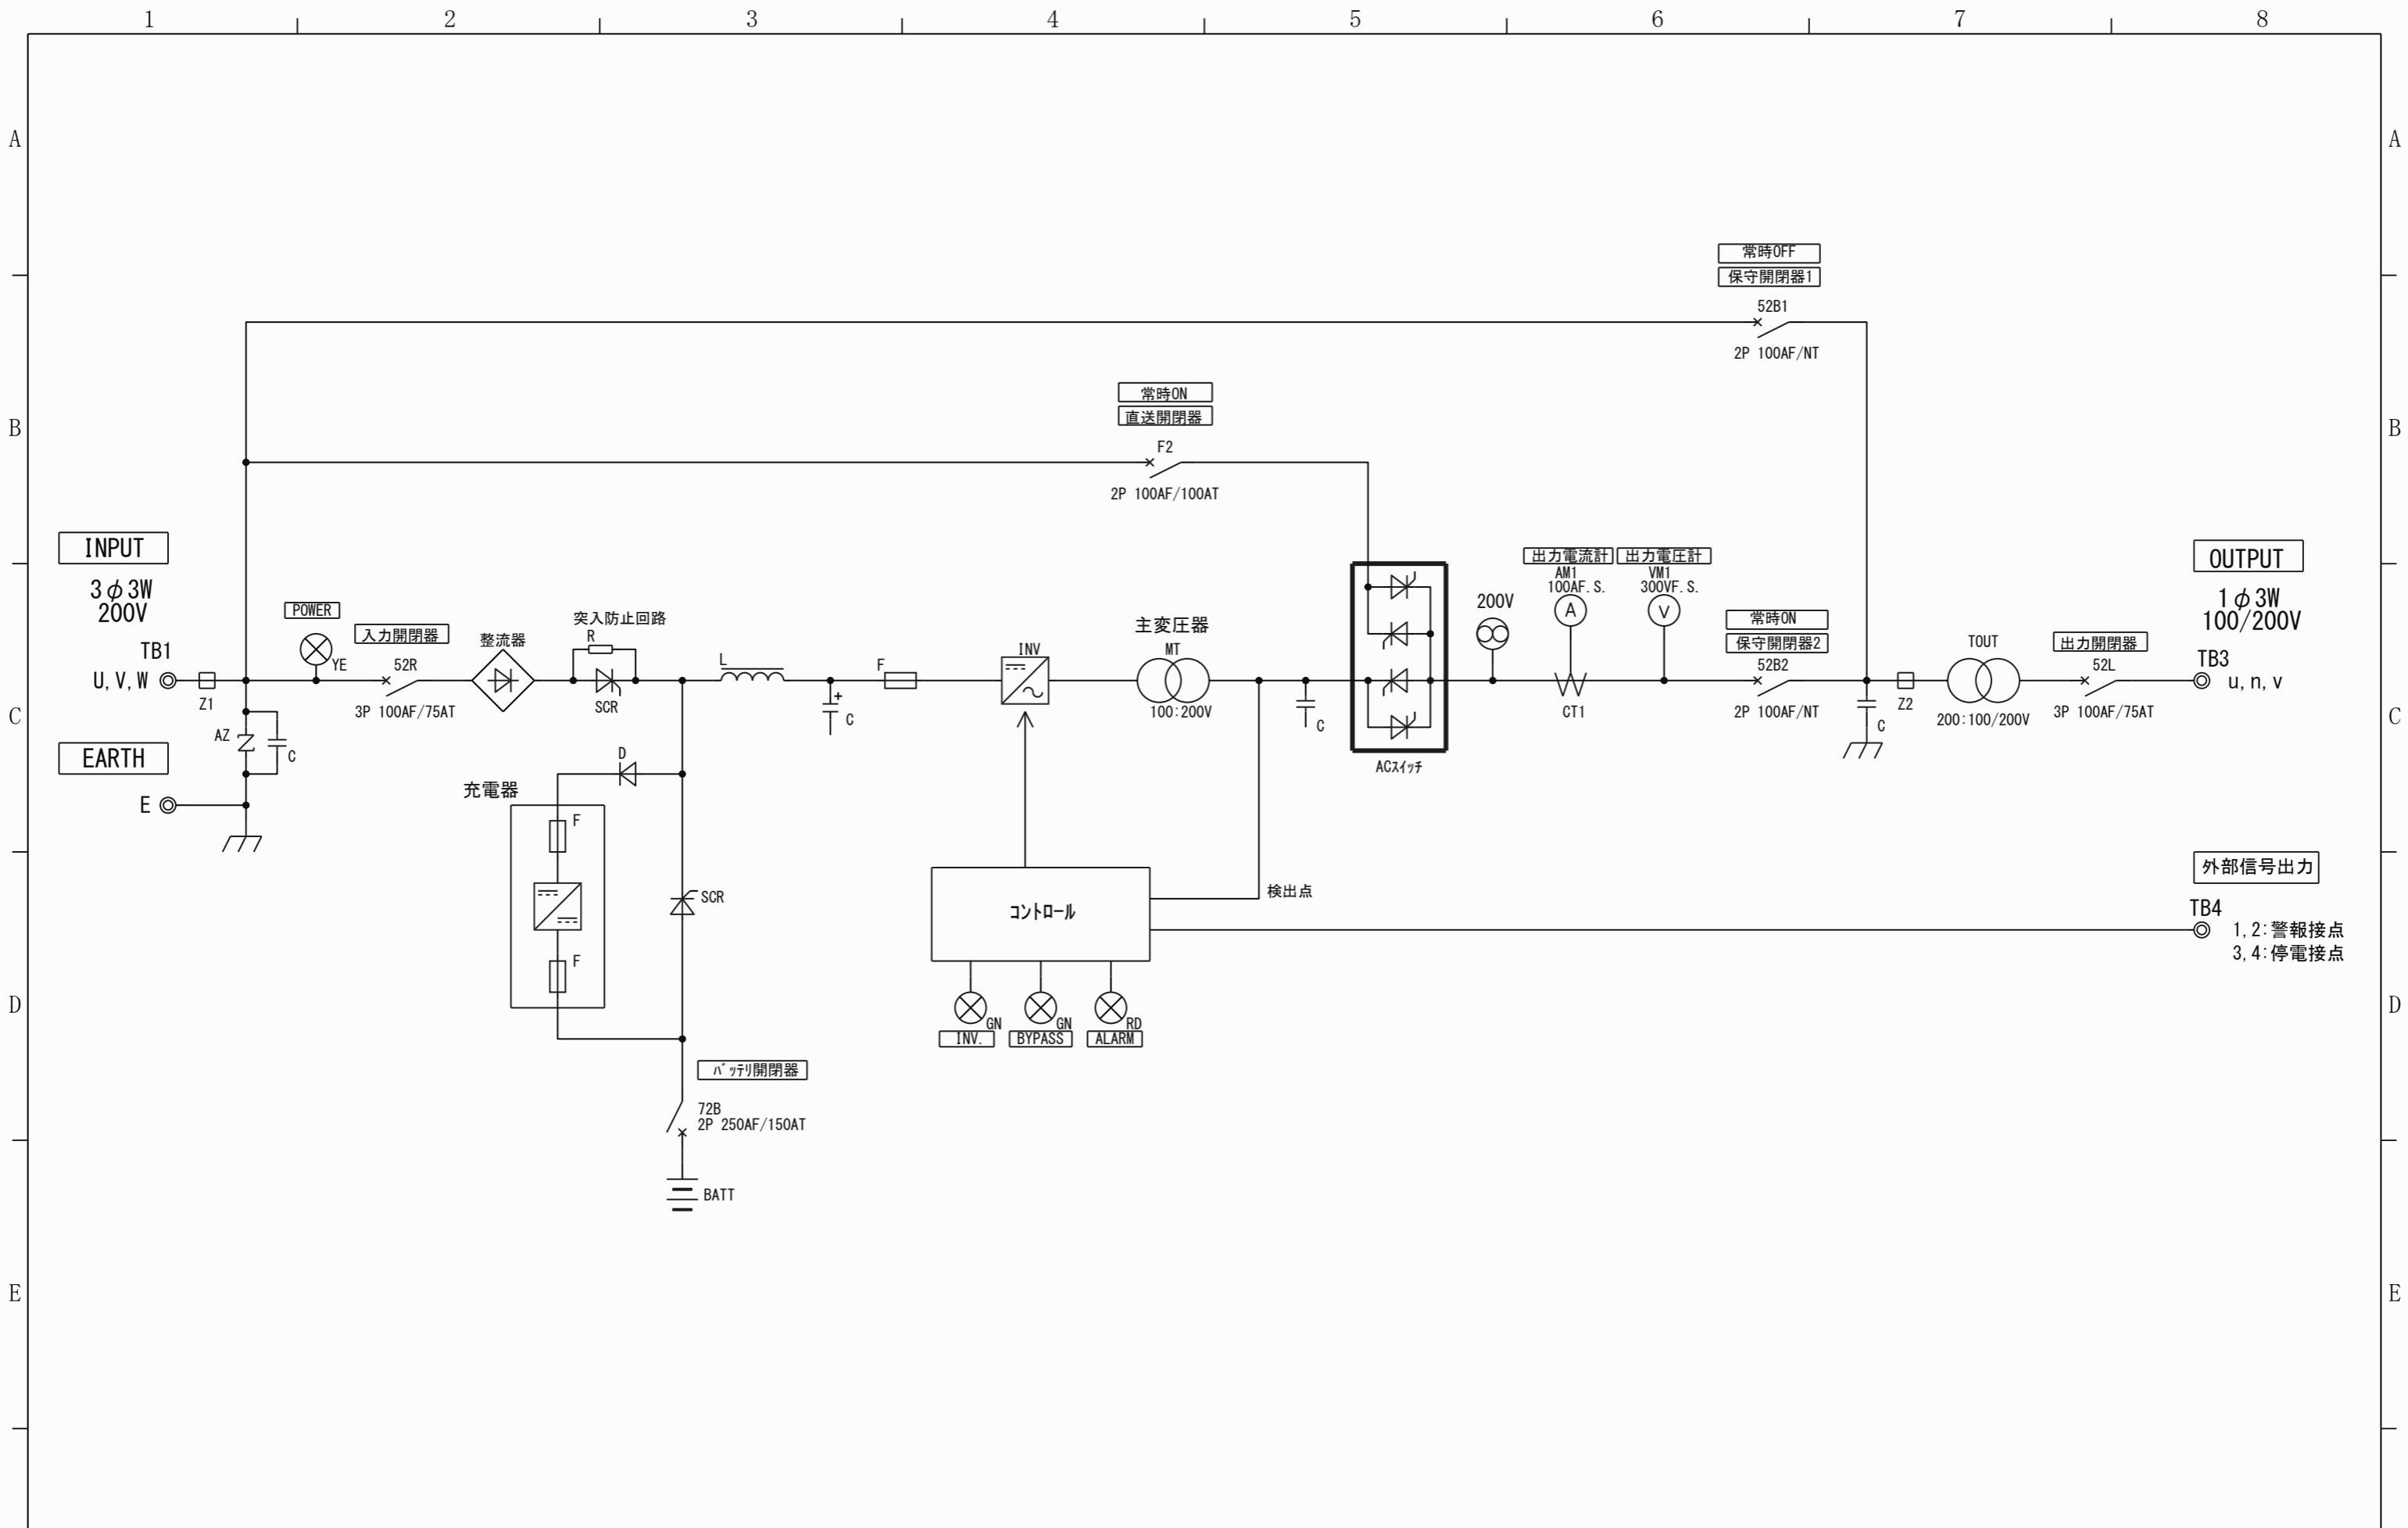 1 2 3 4 5 6 7 8
A A
常時OFF
保守開閉器1
52B1
2P 100AF/NT
常時ON
直送開閉器
B F2 B
2P 100AF/100AT
INPUT
3φ3W
200V
TB1
U,V,W
Z1
POWER
YE
入力開閉器
52R
3P 100AF/75AT
整流器
突入防止回路
R
SCR
L
+
C
F
INV
主変圧器
MT
100:200V
C
ACスイッチ
200V
出力電流計
AM1
100AF.S.
A
CT1
出力電圧計
VM1
300VF.S.
V
常時ON
保守開閉器2
52B2
2P 100AF/NT
C
Z2
TOUT
200:100/200V
出力開閉器
52L
3P 100AF/75AT
OUTPUT
1φ3W
100/200V
TB3
u,n,v
C C
AZ
C
EARTH
E
充電器
D
F
F
SCR
コントロール
検出点
外部信号出力
TB4
1,2:警報接点
3,4:停電接点
D D
GN
INV.
GN
BYPASS
RD
ALARM
バッテリ開閉器
72B
2P 250AF/150AT
BATT
E E